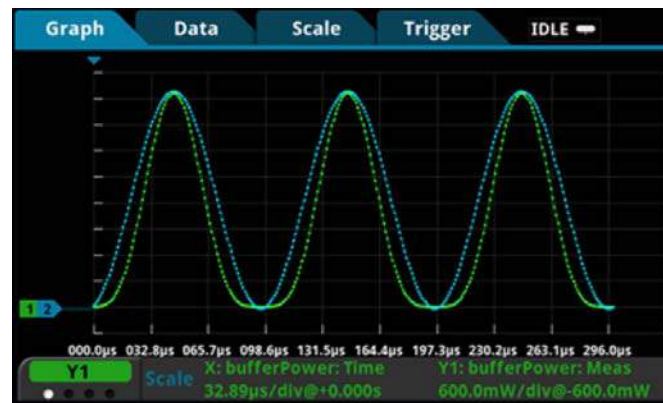 Graph Data Scale Trigger IDLE
1 2
000.0µs 032.8µs 065.7µs 098.6µs 131.5µs 164.4µs 197.3µs 230.2µs 263.1µs 296.0µs
Y1 Scale X: bufferPower: Time Y1: bufferPower: Meas
32.89µs/div@+0.000s 600.0mW/div@-600.0mW